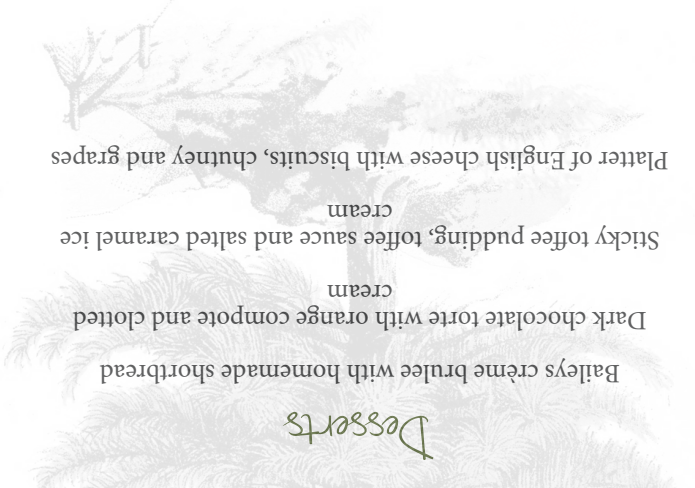 Desserts
Baileys crème brulee with homemade shortbread
Dark chocolate torte with orange compote and clotted
cream
Sticky toffee pudding, toffee sauce and salted caramel ice
cream
Platter of English cheese with biscuits, chutney and grapes